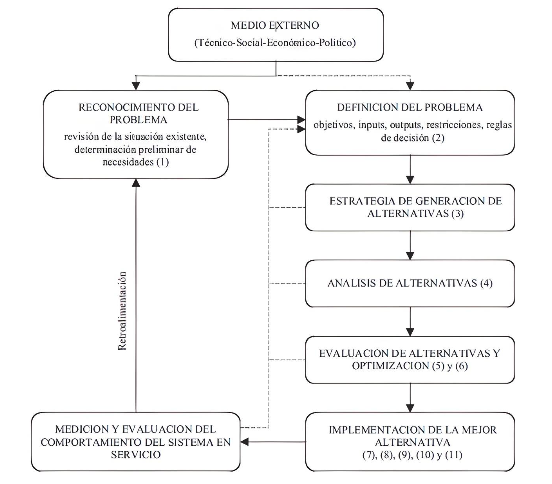 MEDIO EXTERNO
(Técnico-Social-Económico-Político)
RECONOCIMIENTO DEL
PROBLEMA
revisión de la situación existente,
determinación preliminar de
necesidades (1)
DEFINICION DEL PROBLEMA
objetivos, inputs, outputs, restricciones, reglas
de decisión (2)
ESTRATEGIA DE GENERACION DE
ALTERNATIVAS (3)
ANALISIS DE ALTERNATIVAS (4)
EVALUACION DE ALTERNATIVAS Y
OPTIMIZACION (5) y (6)
Retroalimentación
MEDICION Y EVALUACION DEL
COMPORTAMIENTO DEL SISTEMA EN
SERVICIO
IMPLEMENTACION DE LA MEJOR
ALTERNATIVA
(7), (8), (9), (10) y (11)